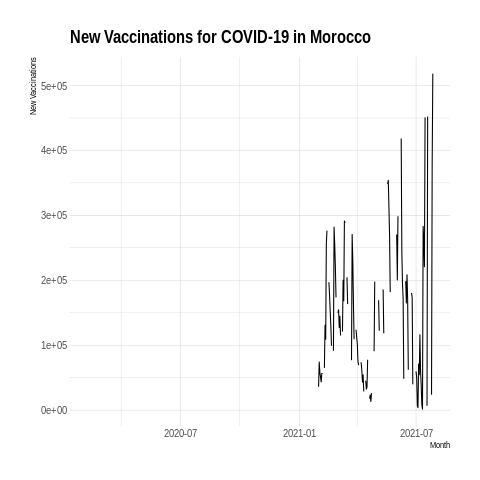 New Vaccinations for COVID-19 in Morocco
New Vaccinations
5e+05
4e+05
3e+05
2e+05
1e+05
0e+00
2020-07
2021-01
2021-07
Month